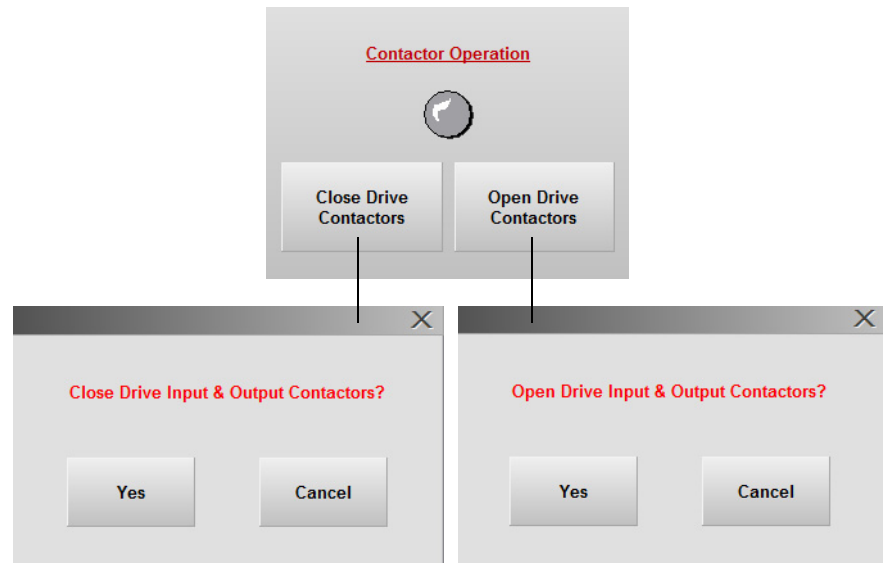 Contactor Operation
Close Drive
Contactors
Open Drive
Contactors
Close Drive Input & Output Contactors?
Yes
Cancel
Open Drive Input & Output Contactors?
Yes
Cancel